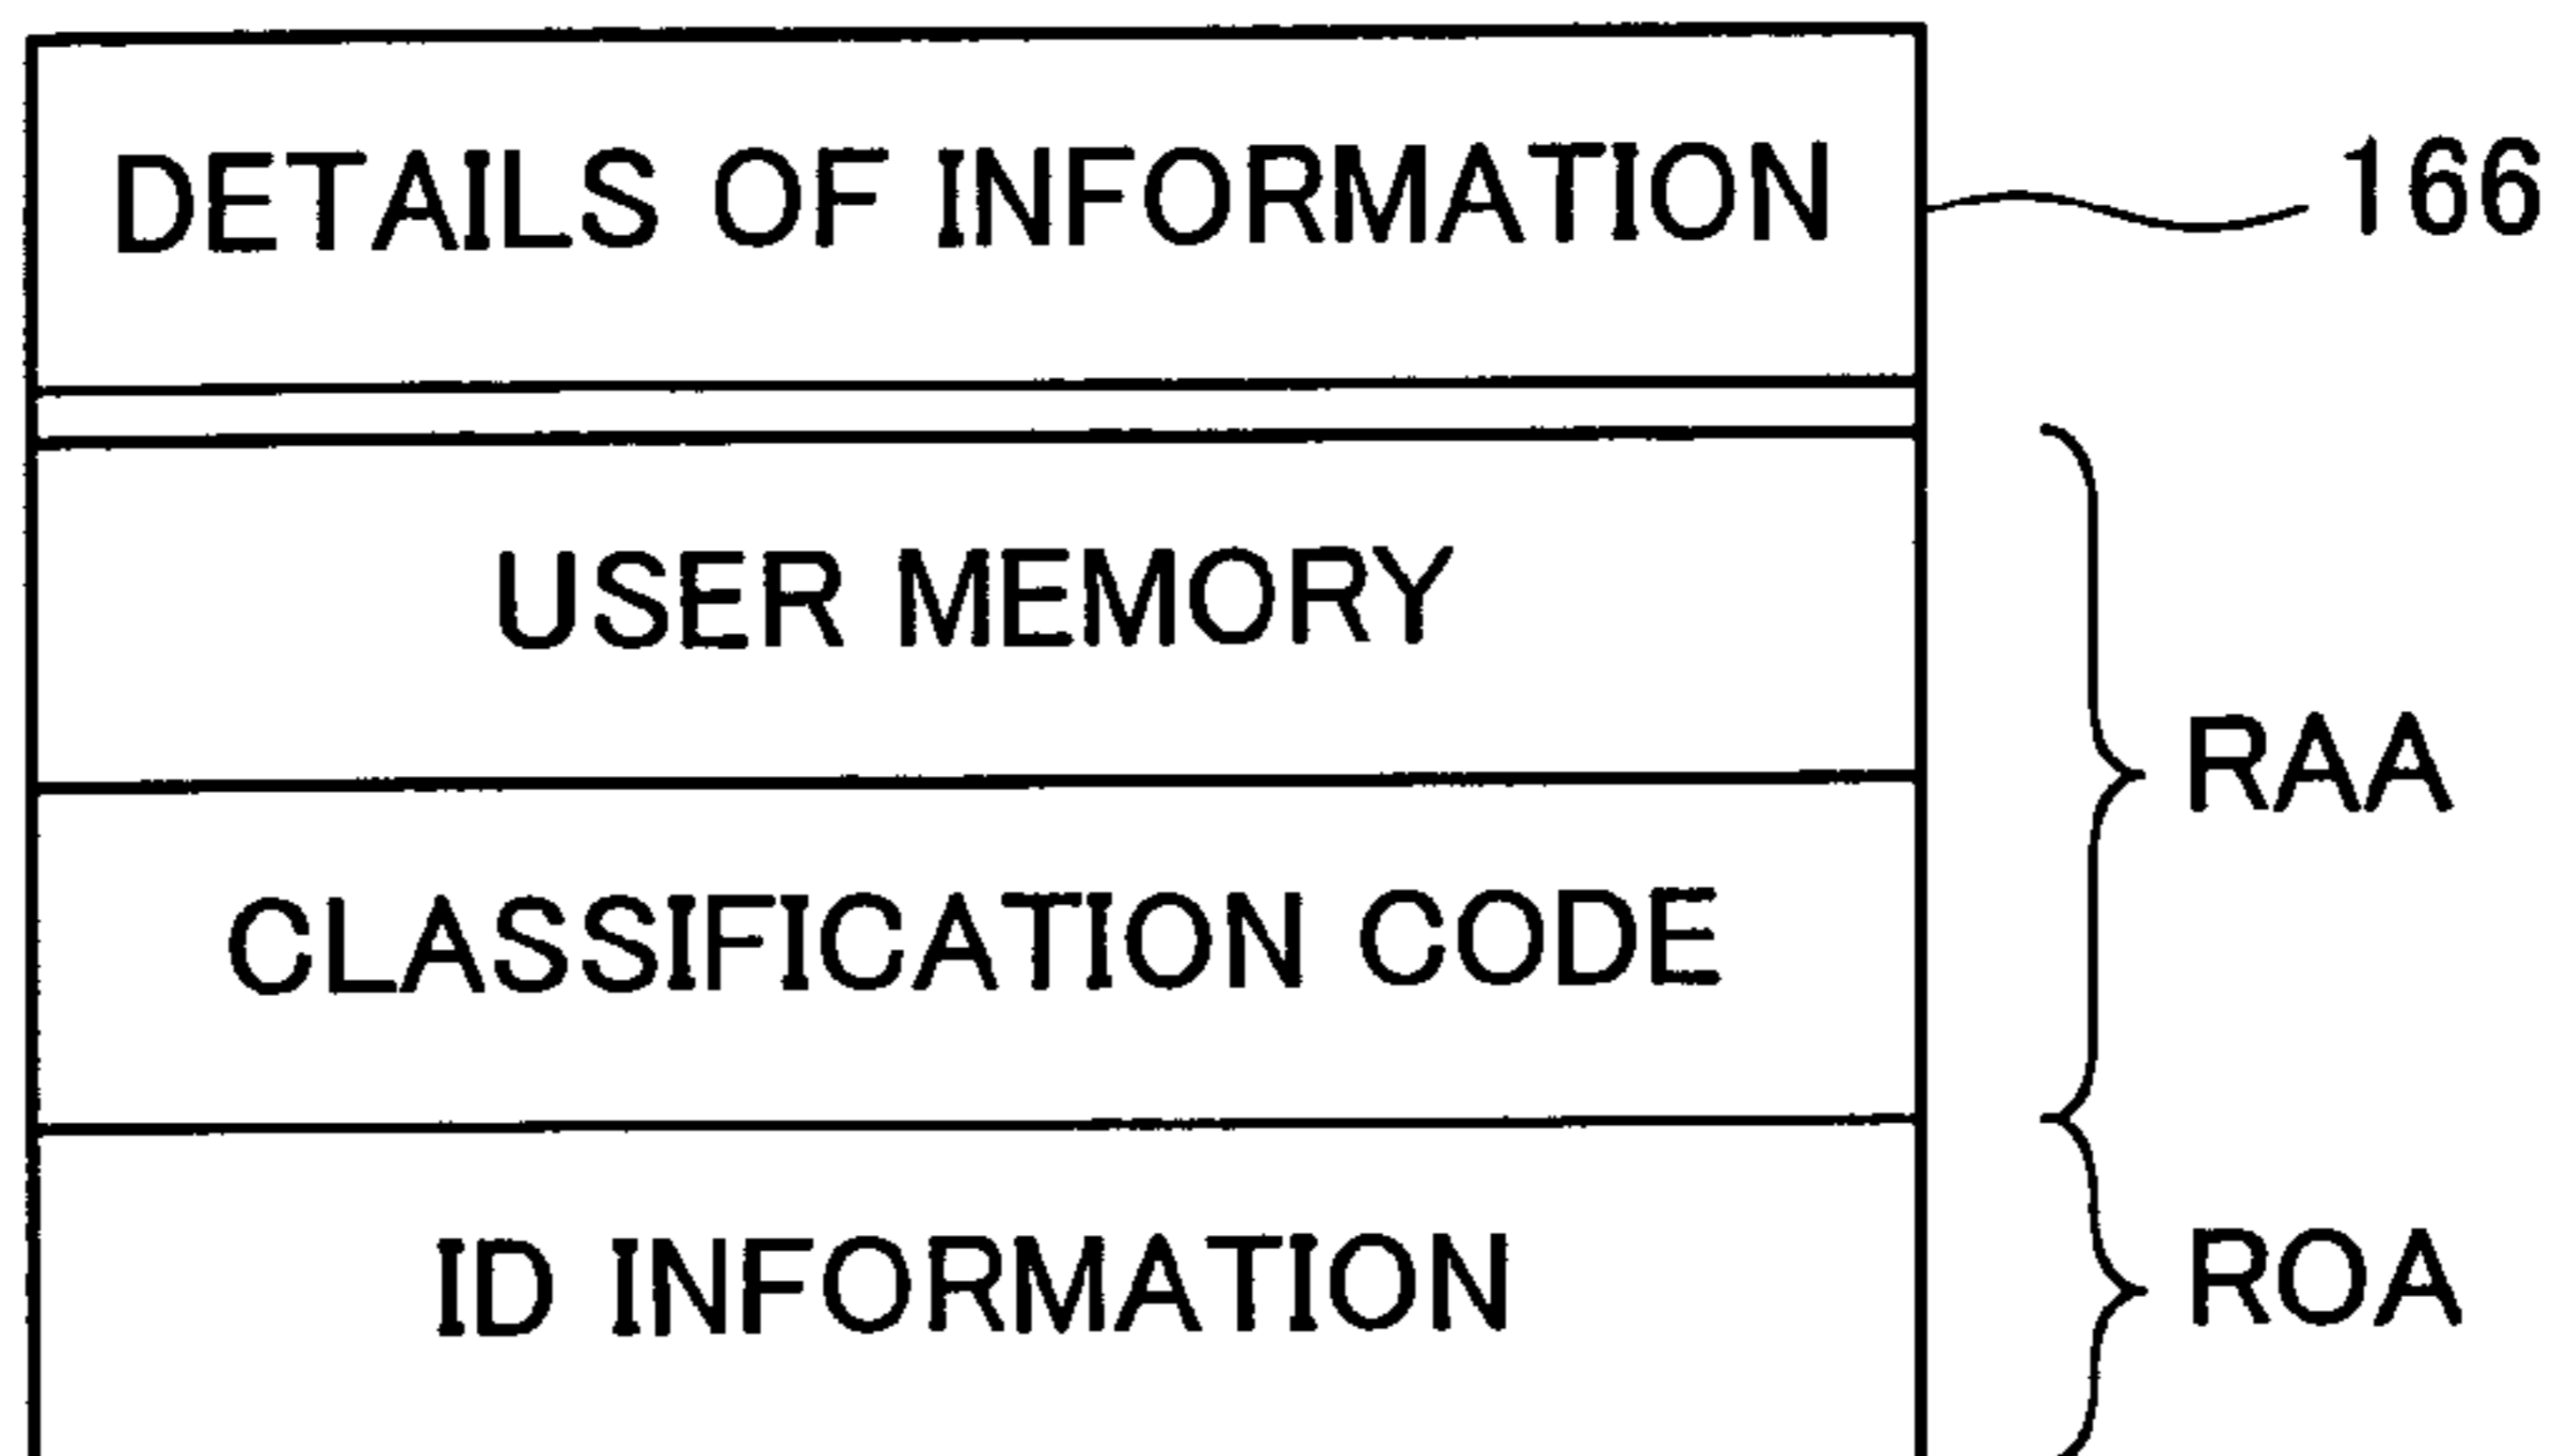 DETAILS OF INFORMATION
166
USER MEMORY
RAA
CLASSIFICATION CODE
ID INFORMATION
ROA